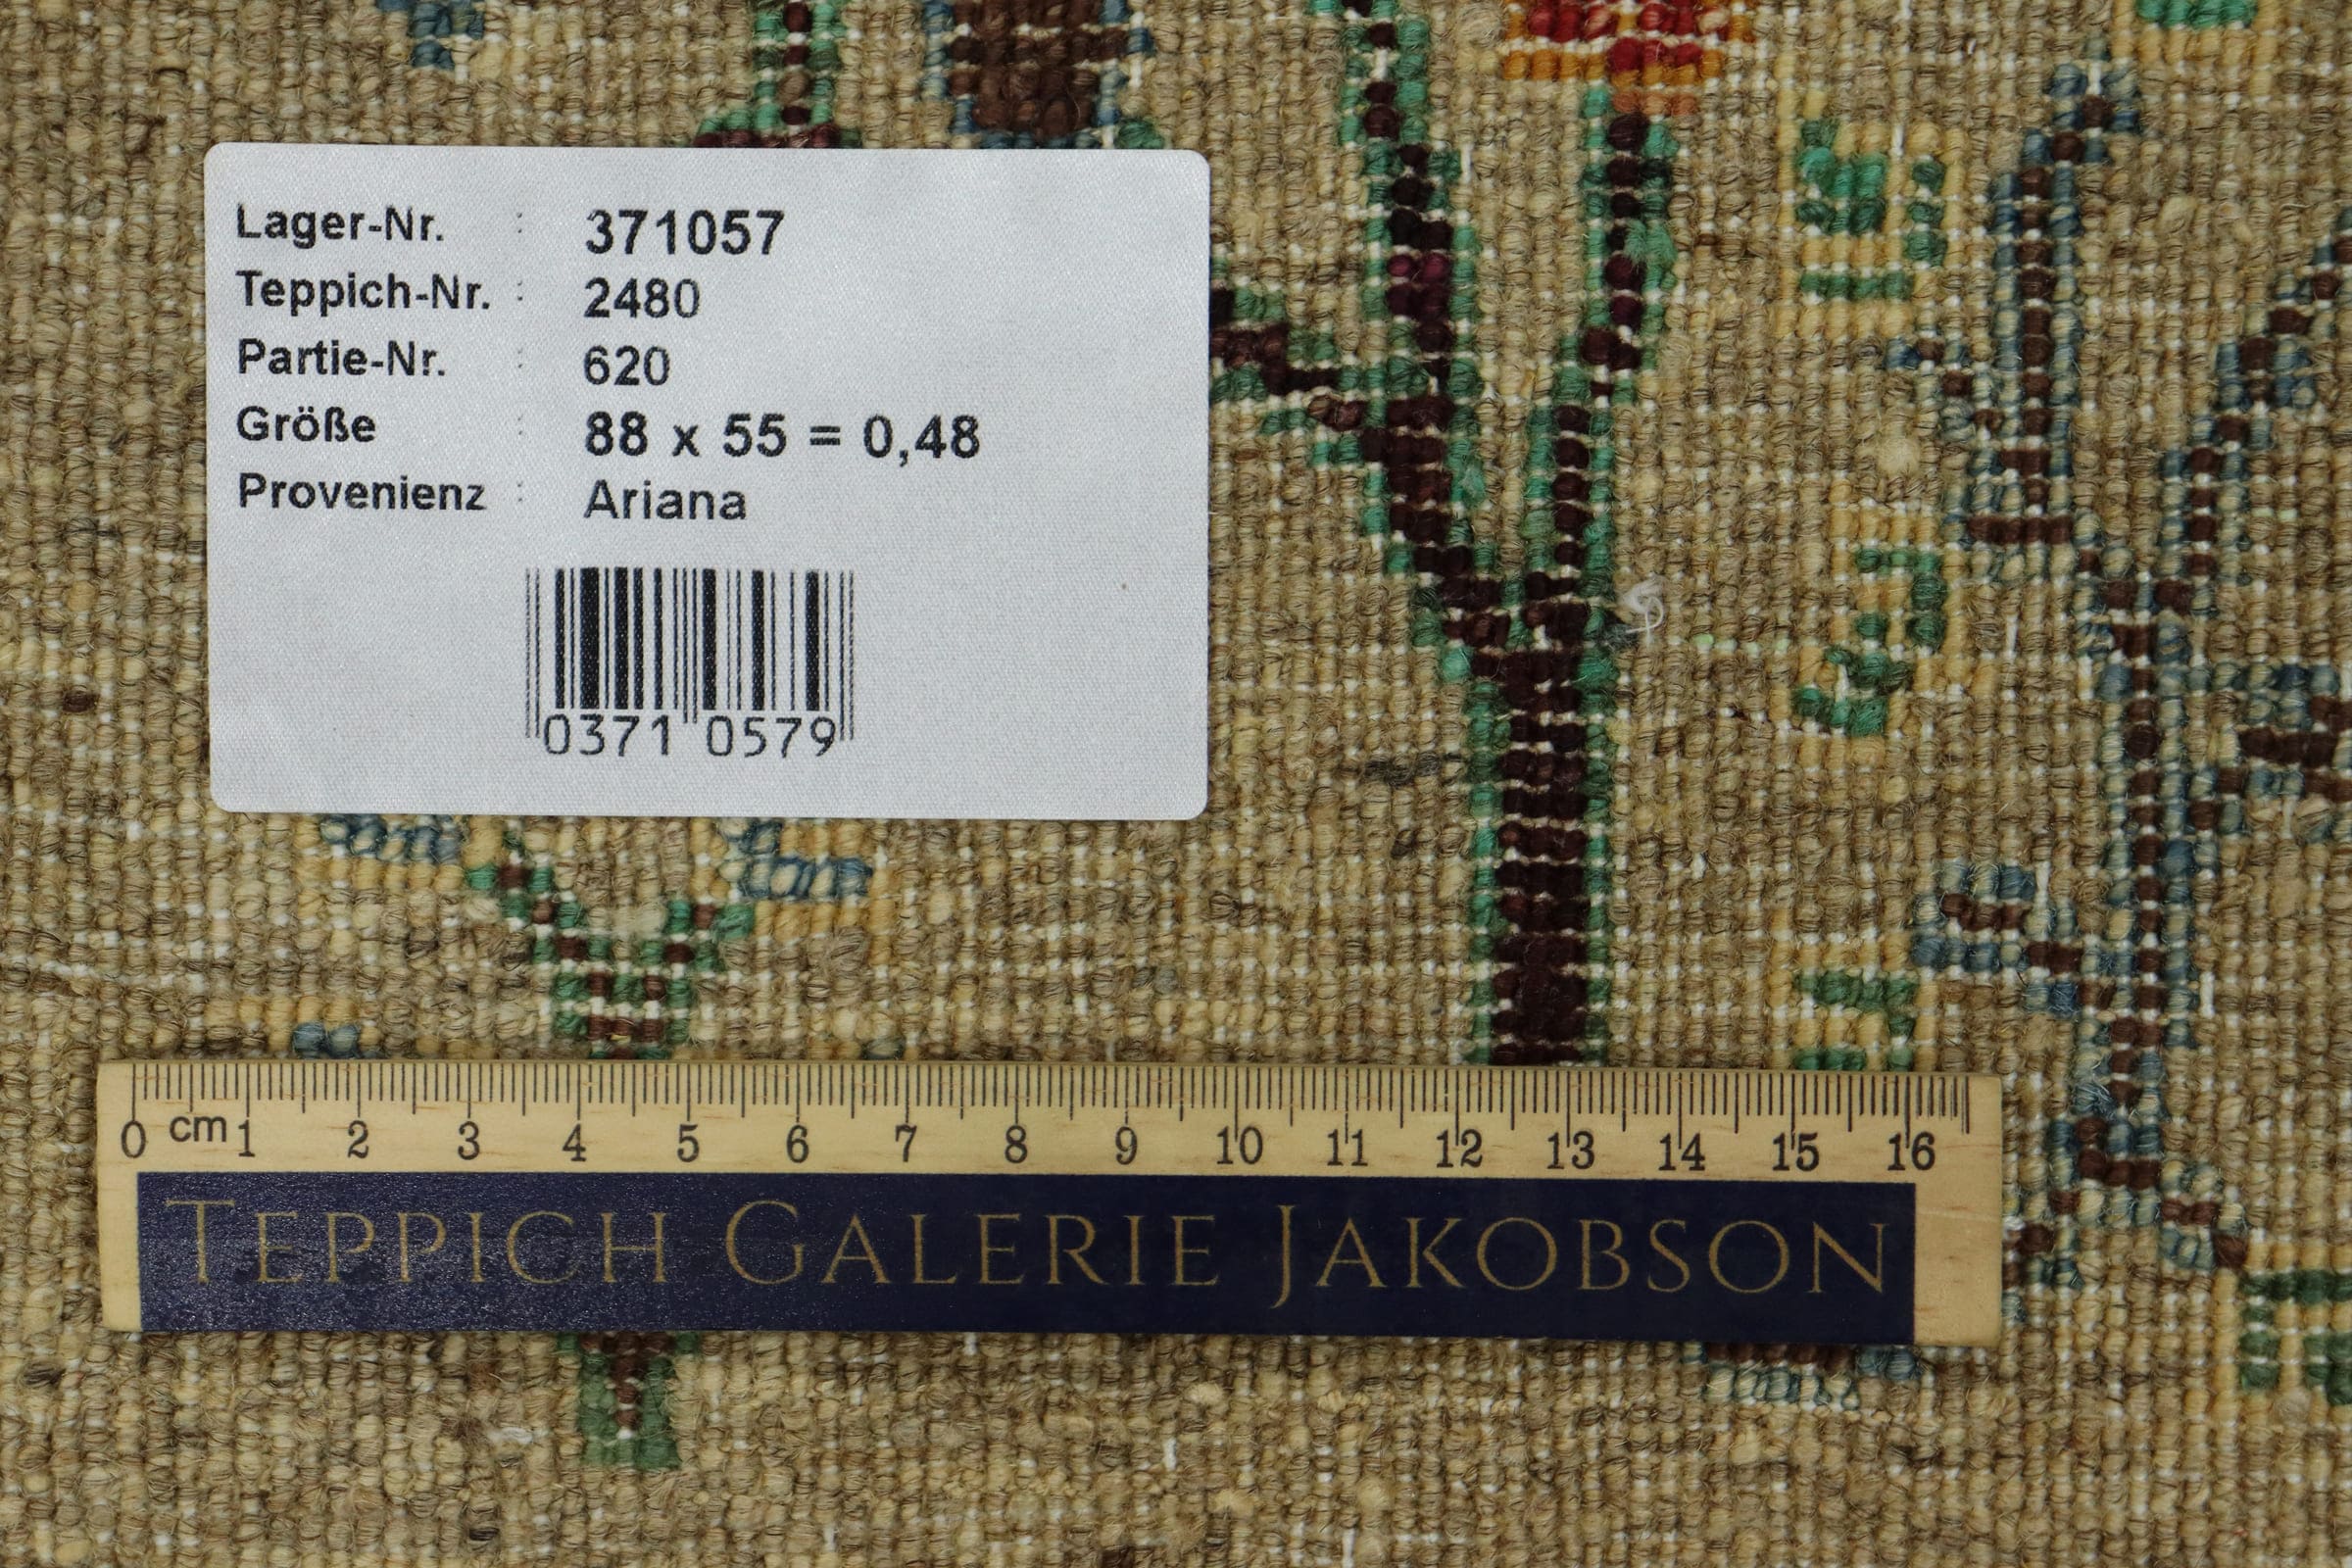 Lager-Nr. : 371057
Teppich-Nr. : 2480
Partie-Nr. : 620
Größe : 88 x 55 = 0,48
Provenienz : Ariana
0371 0579
0 cm 1 2 3 4 5 6 7 8 9 10 11 12 13 14 15 16
TEPPICH GALERIE JAKOBSON